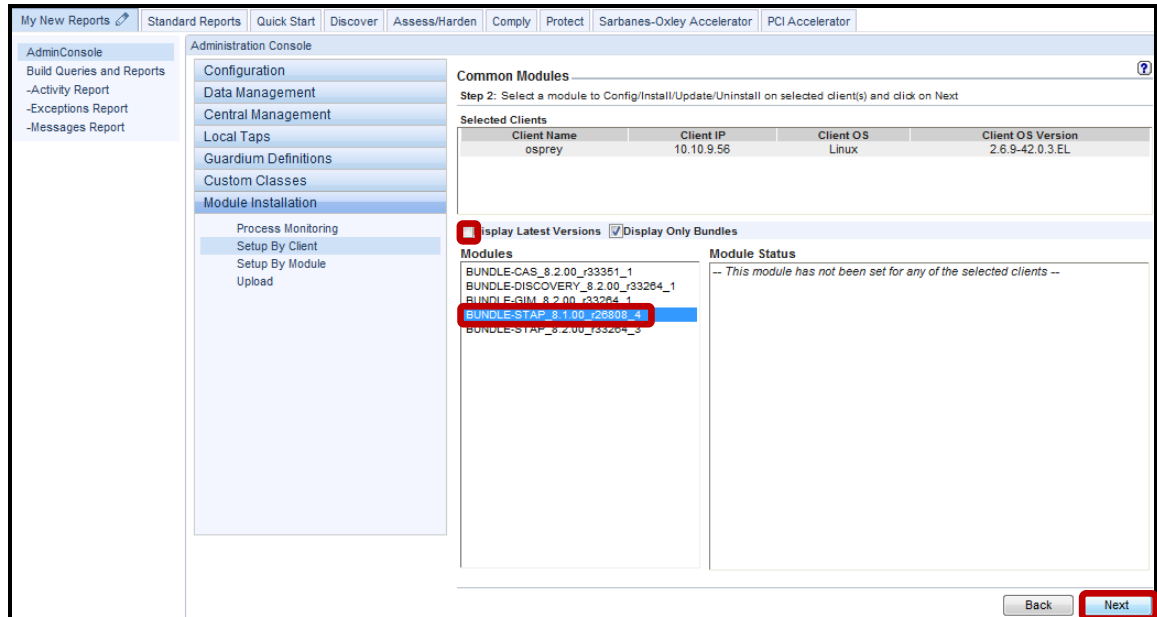 My New Reports Standard Reports Quick Start Discover Assess/Harden Comply Protect Sarbanes-Oxley Accelerator PCI Accelerator
AdminConsole
Build Queries and Reports
-Activity Report
-Exceptions Report
-Messages Report
Administration Console
Configuration
Data Management
Central Management
Local Taps
Guardium Definitions
Custom Classes
Module Installation
Process Monitoring
Setup By Client
Setup By Module
Upload
?
Common Modules
Step 2: Select a module to Config/Install/Update/Uninstall on selected client(s) and click on Next
Selected Clients
Client Name Client IP Client OS Client OS Version
osprey 10.10.9.56 Linux 2.6.9-42.0.3.EL
isplay Latest Versions Display Only Bundles
Modules
BUNDLE-CAS_8.2.00_r33351_1
BUNDLE-DISCOVERY_8.2.00_r33264_1
BUNDLE-GIM_8.2.00_r33264_1
BUNDLE-STAP_8.1.00_r26808_4
BUNDLE-STAP_8.2.00_r33264_3
Module Status
-- This module has not been set for any of the selected clients --
Back Next